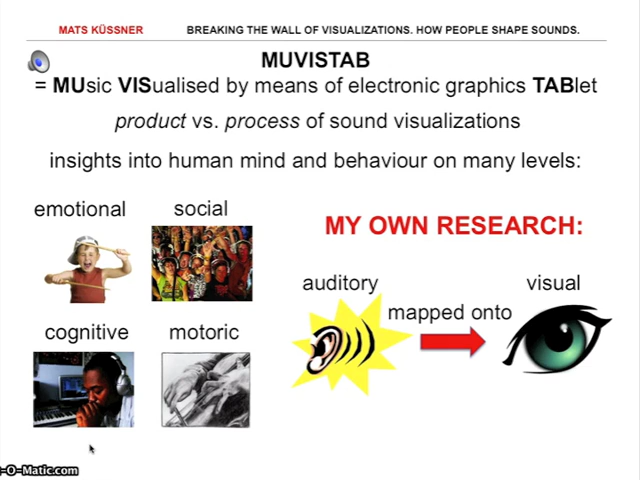 MATS KÜSSNER BREAKING THE WALL OF VISUALIZATIONS. HOW PEOPLE SHAPE SOUNDS.
MUVISTAB
= MUsic VISualised by means of electronic graphics TABlet
product vs. process of sound visualizations
insights into human mind and behaviour on many levels:
emotional social
cognitive motoric
MY OWN RESEARCH:
auditory visual
mapped onto
-O-Matic.com